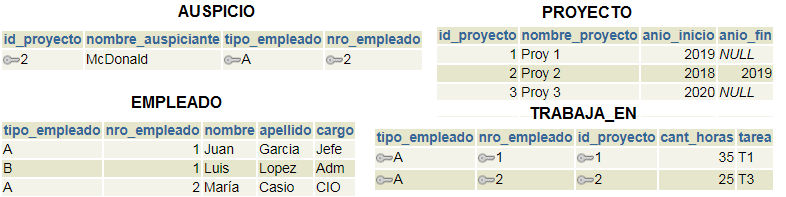 AUSPICIO
id_proyecto nombre_auspiciante tipo_empleado nro_empleado
2 McDonald A 2
PROYECTO
id_proyecto nombre_proyecto anio_inicio anio_fin
1 Proy 1 2019 NULL
2 Proy 2 2018 2019
3 Proy 3 2020 NULL
EMPLEADO
tipo_empleado nro_empleado nombre apellido cargo
A 1 Juan Garcia Jefe
B 1 Luis Lopez Adm
A 2 María Casio CIO
TRABAJA_EN
tipo_empleado nro_empleado id_proyecto cant_horas tarea
A 1 1 35 T1
A 2 2 25 T3